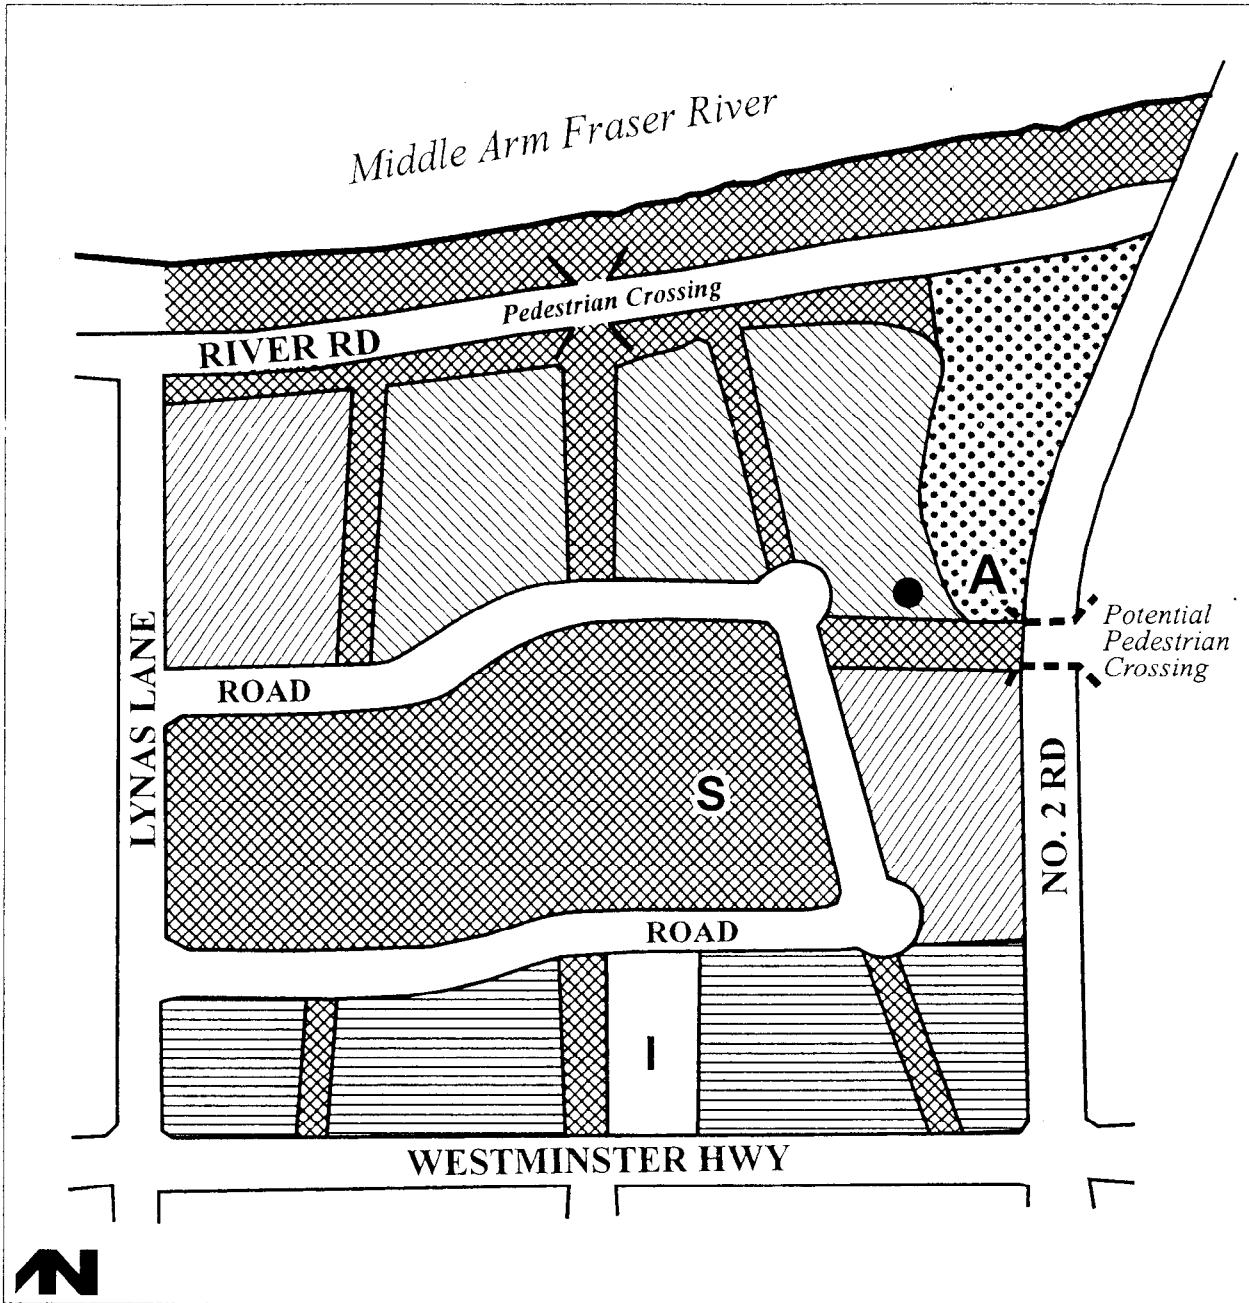 Middle Arm Fraser River
Pedestrian Crossing
RIVER RD
A
Potential
Pedestrian
Crossing
ROAD
LYNAS LANE
S
NO. 2 RD
ROAD
I
WESTMINSTER HWY
N